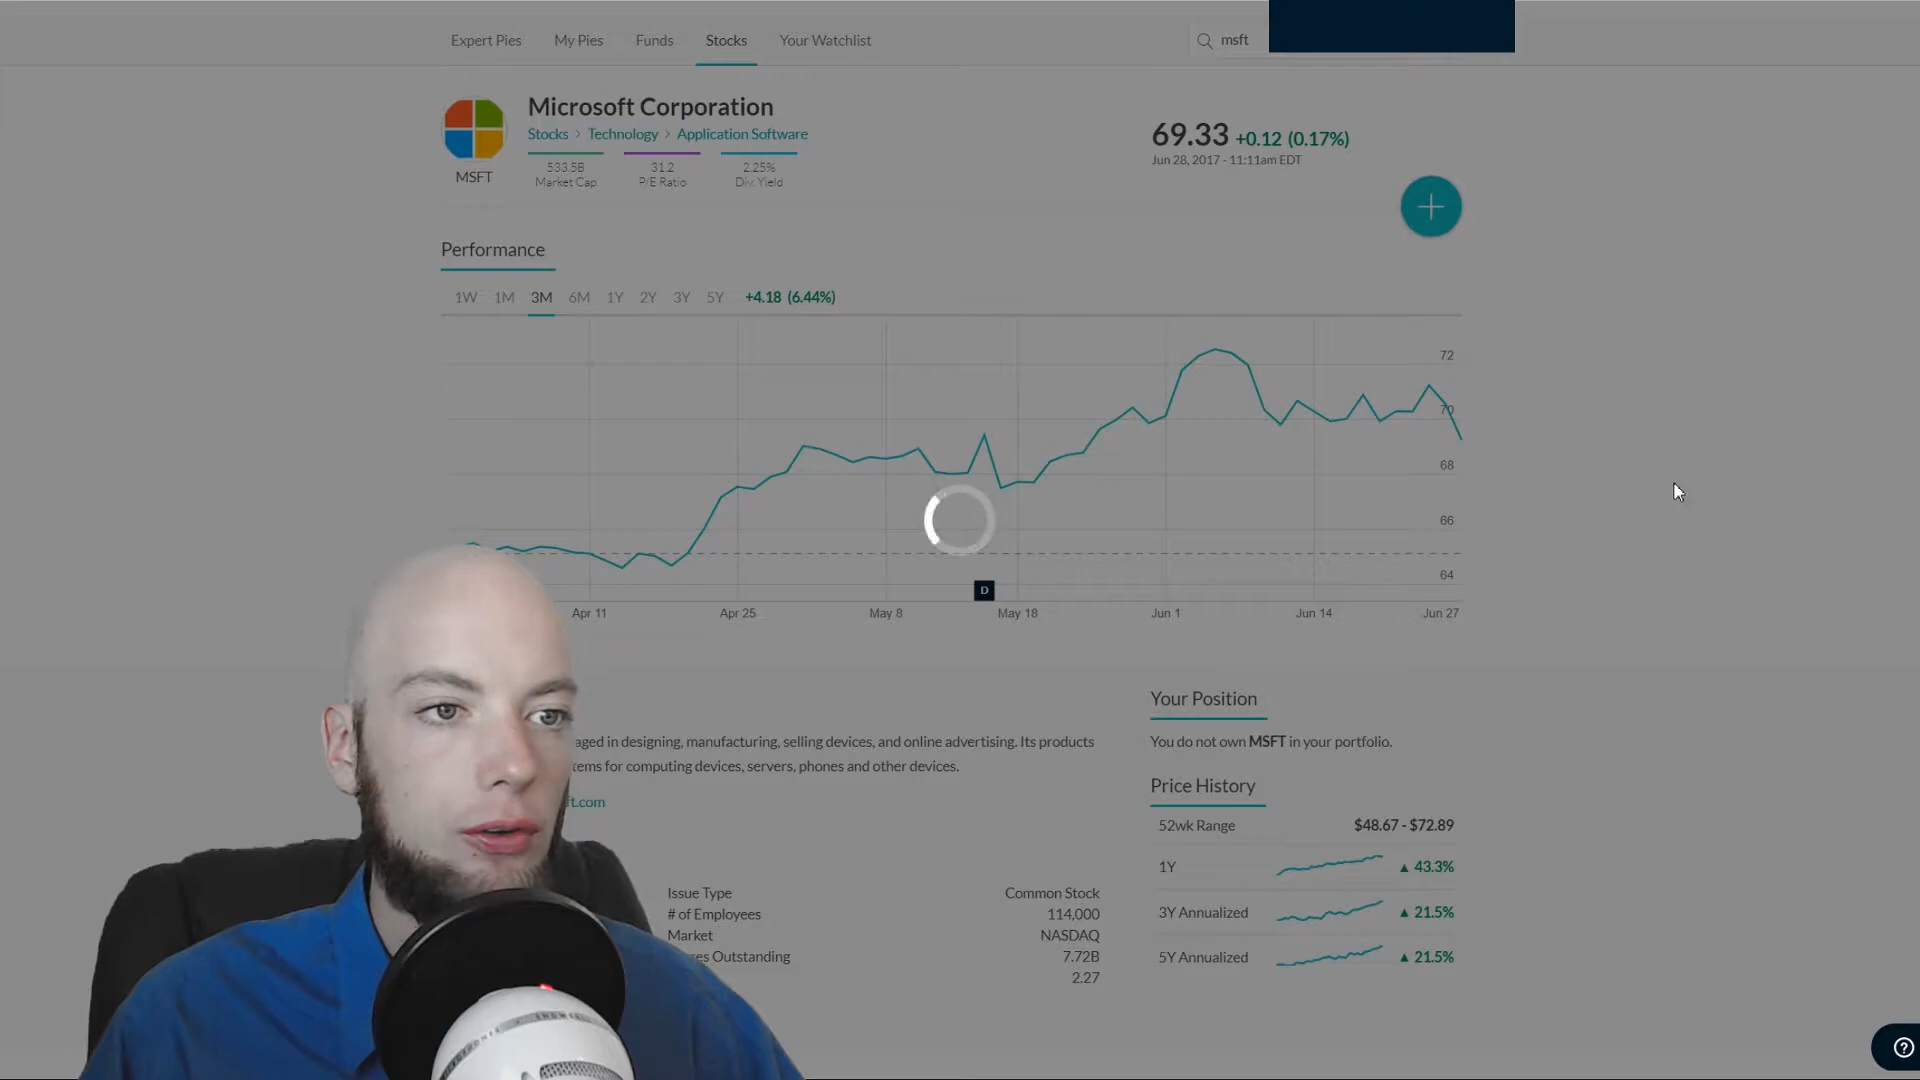 Expert Pies My Pies Funds Stocks Your Watchlist msft
Microsoft Corporation
Stocks > Technology > Application Software
533.5B 31.2 2.25%
Market Cap. P/E Ratio Div. Yield
MSFT
69.33 +0.12 (0.17%)
Jun 28, 2017 - 11:11am EDT
Performance
1W 1M 3M 6M 1Y 2Y 3Y 5Y +4.18 (6.44%)
72
70
68
66
64
D
Apr 11 Apr 25 May 8 May 18 Jun 1 Jun 14 Jun 27
in designing, manufacturing, selling devices, and online advertising. Its products
for computing devices, servers, phones and other devices.
Issue Type Common Stock
# of Employees 114,000
Market NASDAQ
Outstanding 7.72B
2.27
Your Position
You do not own MSFT in your portfolio.
Price History
52wk Range $48.67 - $72.89
1Y ▲ 43.3%
3Y Annualized ▲ 21.5%
5Y Annualized ▲ 21.5%
?